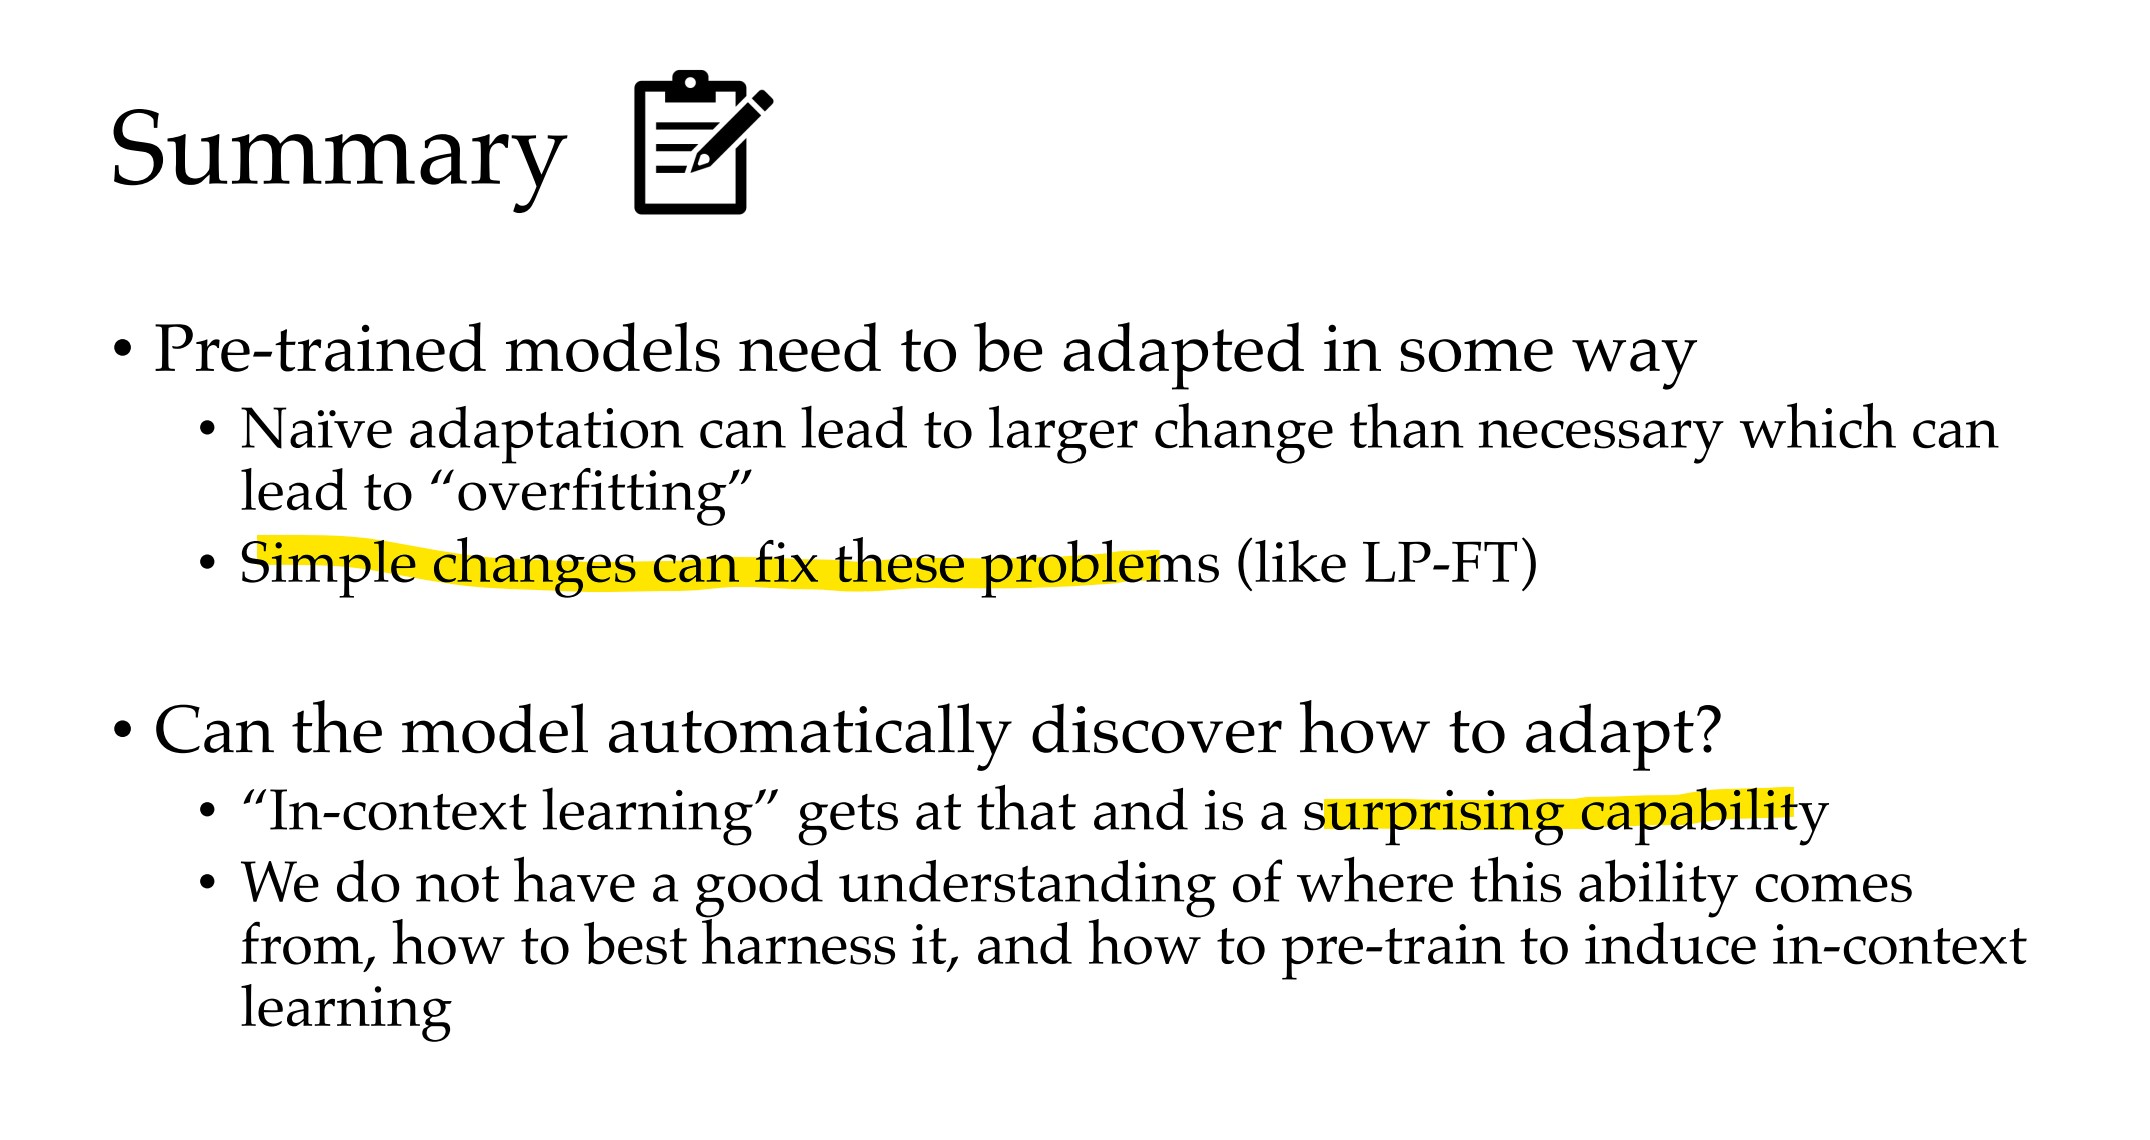 Summary
• Pre-trained models need to be adapted in some way
• Naïve adaptation can lead to larger change than necessary which can
lead to “overfitting”
• Simple changes can fix these problems (like LP-FT)
• Can the model automatically discover how to adapt?
• “In-context learning” gets at that and is a surprising capability
• We do not have a good understanding of where this ability comes
from, how to best harness it, and how to pre-train to induce in-context
learning